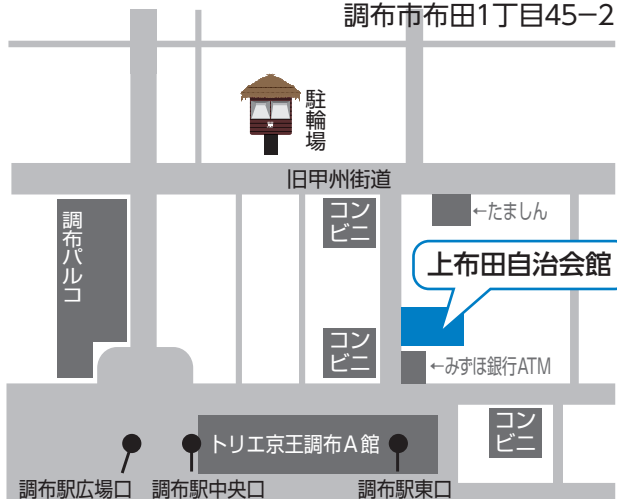 調布市布田1丁目45−2
駐輪場
旧甲州街道
調布パルコ
コン
ビニ
←たましん
上布田自治会館
コン
ビニ
←みずほ銀行ATM
トリエ京王調布A館
コン
ビニ
調布駅広場口
調布駅中央口
調布駅東口